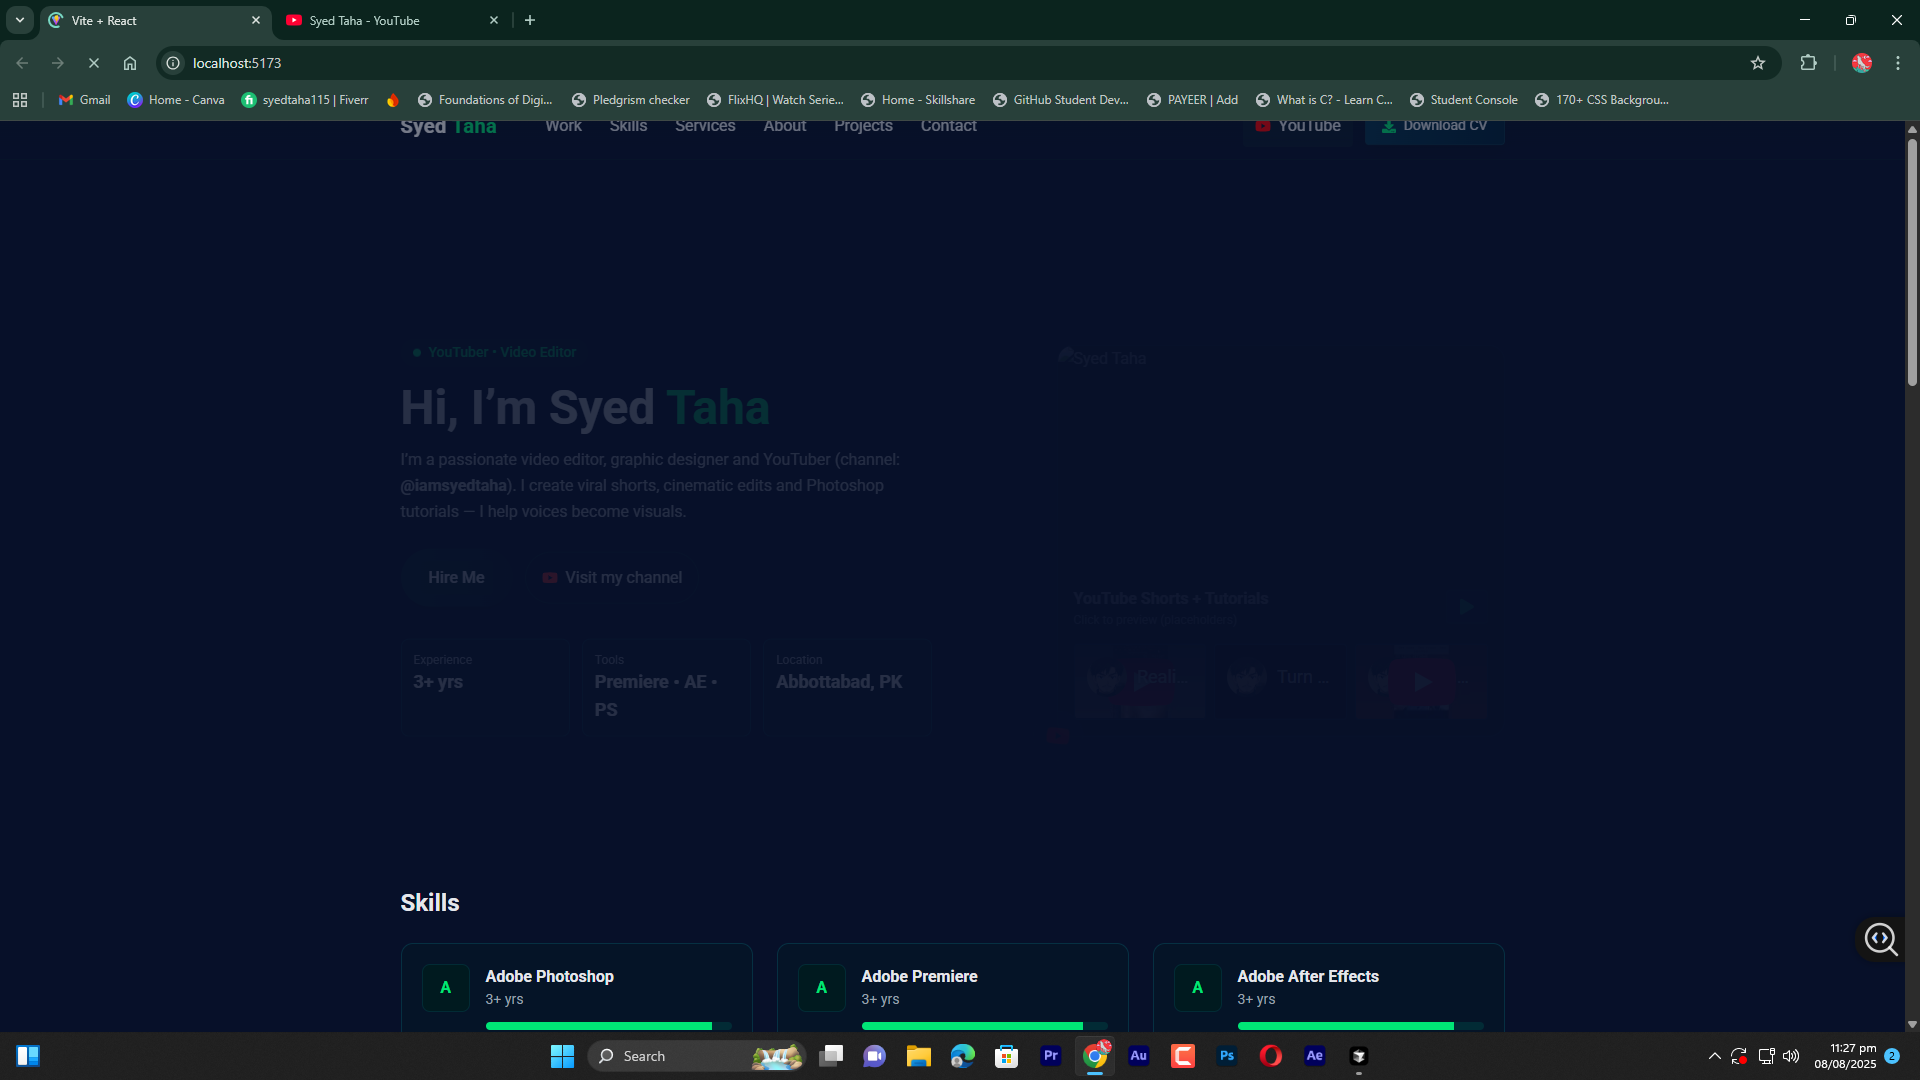 Vite + React
Syed Taha - YouTube
localhost:5173
Gmail
Home - Canva
syedtaha115 | Fiverr
Foundations of Digi...
Pledgrism checker
FlixHQ | Watch Serie...
Home - Skillshare
GitHub Student Dev...
PAYEER | Add
What is C? - Learn C...
Student Console
170+ CSS Backgrou...
Syed Taha
Work
Skills
Services
About
Projects
Contact
YouTube
Download CV
YouTuber • Video Editor
Hi, I’m Syed Taha
I’m a passionate video editor, graphic designer and YouTuber (channel:
@iamsyedtaha). I create viral shorts, cinematic edits and Photoshop
tutorials — I help voices become visuals.
Hire Me
Visit my channel
Experience
3+ yrs
Tools
Premiere • AE •
PS
Location
Abbottabad, PK
Syed Taha
YouTube Shorts + Tutorials
Click to preview (placeholders)
Reali...
Turn ...
Skills
A
Adobe Photoshop
3+ yrs
A
Adobe Premiere
3+ yrs
A
Adobe After Effects
3+ yrs
Search
Pr
Au
Ps
Ae
11:27 pm
08/08/2025
2